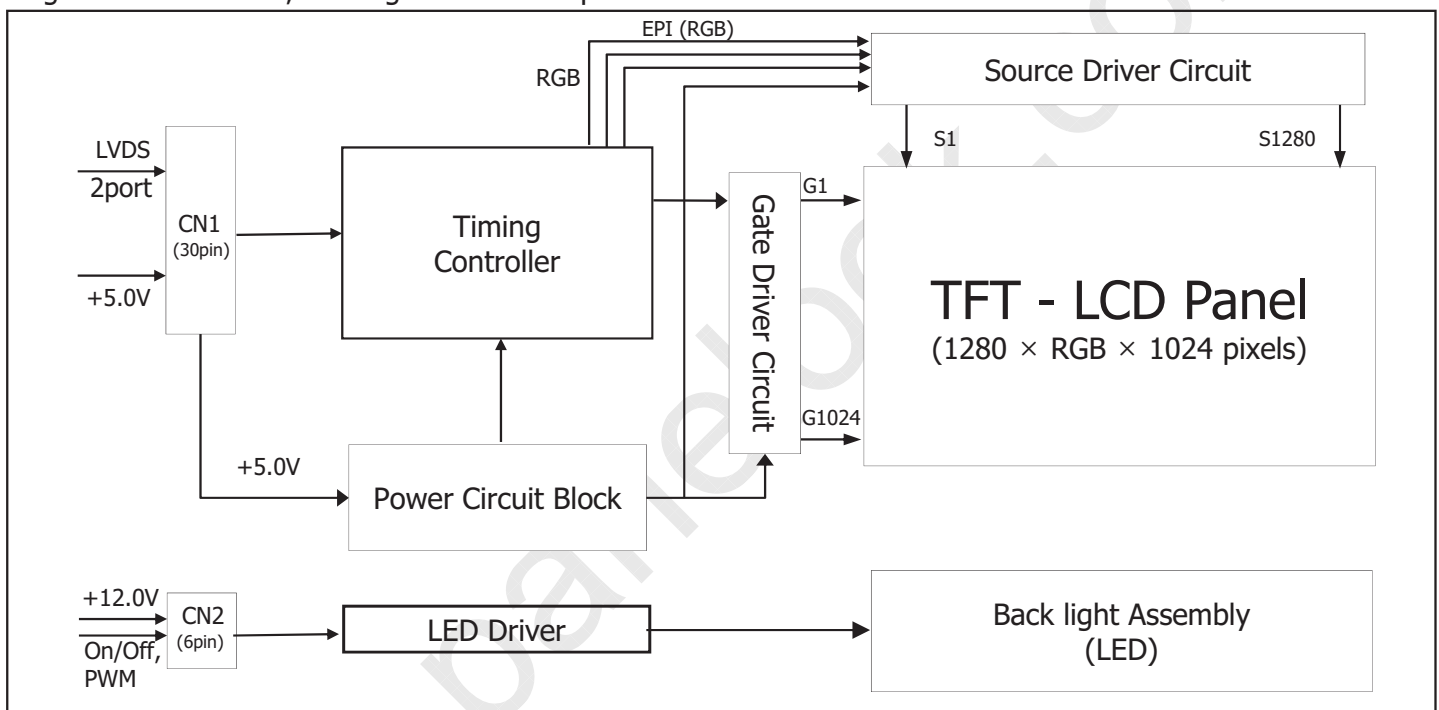 EPI (RGB)
RGB
Source Driver Circuit
S1
S1280
LVDS
2port
CN1
(30pin)
+5.0V
Timing
Controller
Gate Driver Circuit
G1
G1024
TFT - LCD Panel
(1280 × RGB × 1024 pixels)
+5.0V
Power Circuit Block
+12.0V
On/Off,
PWM
CN2
(6pin)
LED Driver
Back light Assembly
(LED)